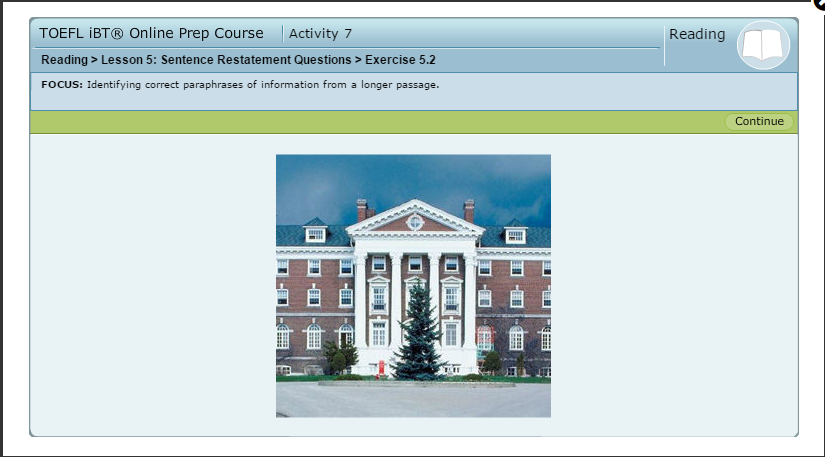 TOEFL iBT® Online Prep Course Activity 7 Reading
Reading > Lesson 5: Sentence Restatement Questions > Exercise 5.2
FOCUS: Identifying correct paraphrases of information from a longer passage.
Continue